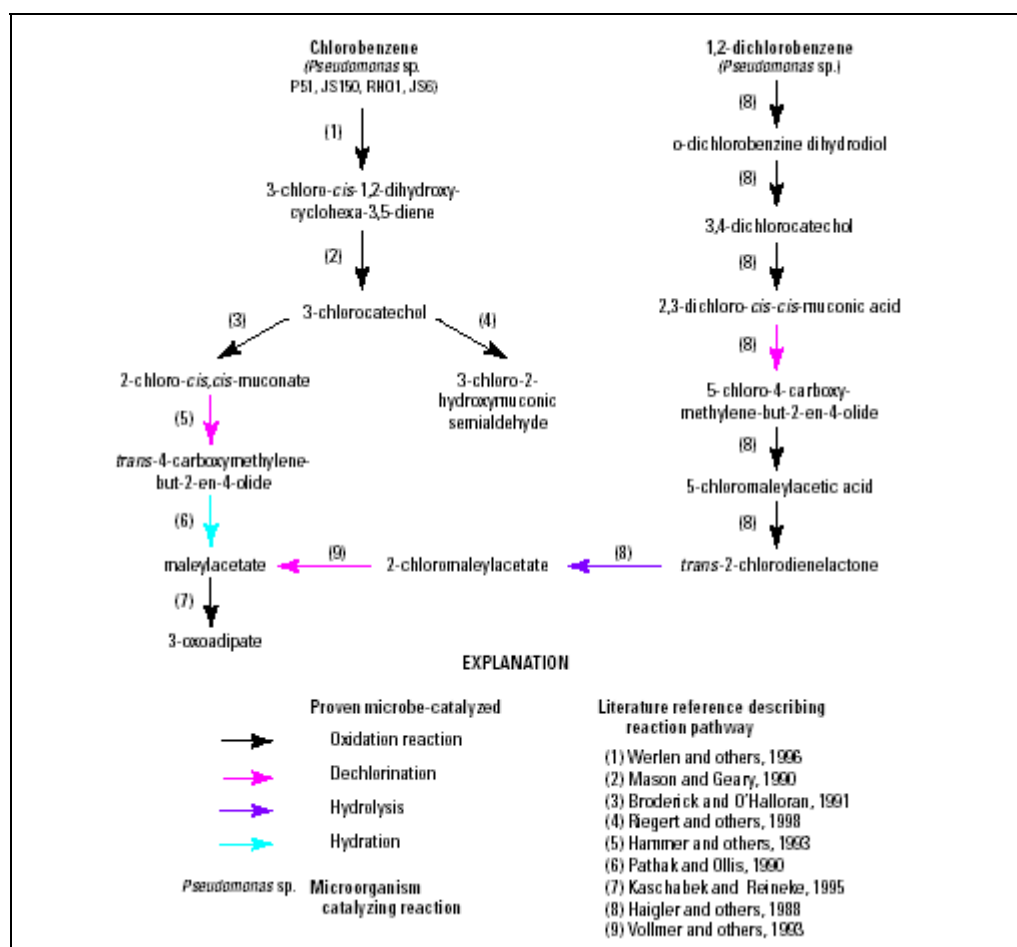 Chlorobenzene
(Pseudomonas sp.
P51, JS150, RHO1, JS6)
(1)
3-chloro-cis-1,2-dihydroxy-
cyclohexa-3,5-diene
(2)
3-chlorocatechol
(3)
(4)
2-chloro-cis,cis-muconate
3-chloro-2-
hydroxymuconic
semialdehyde
(5)
trans-4-carboxymethylene-
but-2-en-4-olide
(6)
maleylacetate
(7)
3-oxoadipate
(9)
2-chloromaleylacetate
(8)
1,2-dichlorobenzene
(Pseudomonas sp.)
(8)
o-dichlorobenzine dihydrodiol
(8)
3,4-dichlorocatechol
(8)
2,3-dichloro-cis-cis-muconic acid
(8)
5-chloro-4-carboxy-
methylene-but-2-en-4-olide
(8)
5-chloromaleylacetic acid
(8)
trans-2-chlorodienelactone
EXPLANATION
Proven microbe-catalyzed
Oxidation reaction
Dechlorination
Hydrolysis
Hydration
Pseudomonas sp. Microorganism
catalyzing reaction
Literature reference describing
reaction pathway
(1) Werlen and others, 1996
(2) Mason and Geary, 1990
(3) Broderick and O'Halloran, 1991
(4) Riegert and others, 1998
(5) Hammer and others, 1993
(6) Pathak and Ollis, 1990
(7) Kaschabek and Reineke, 1995
(8) Haigler and others, 1988
(9) Vollmer and others, 1993